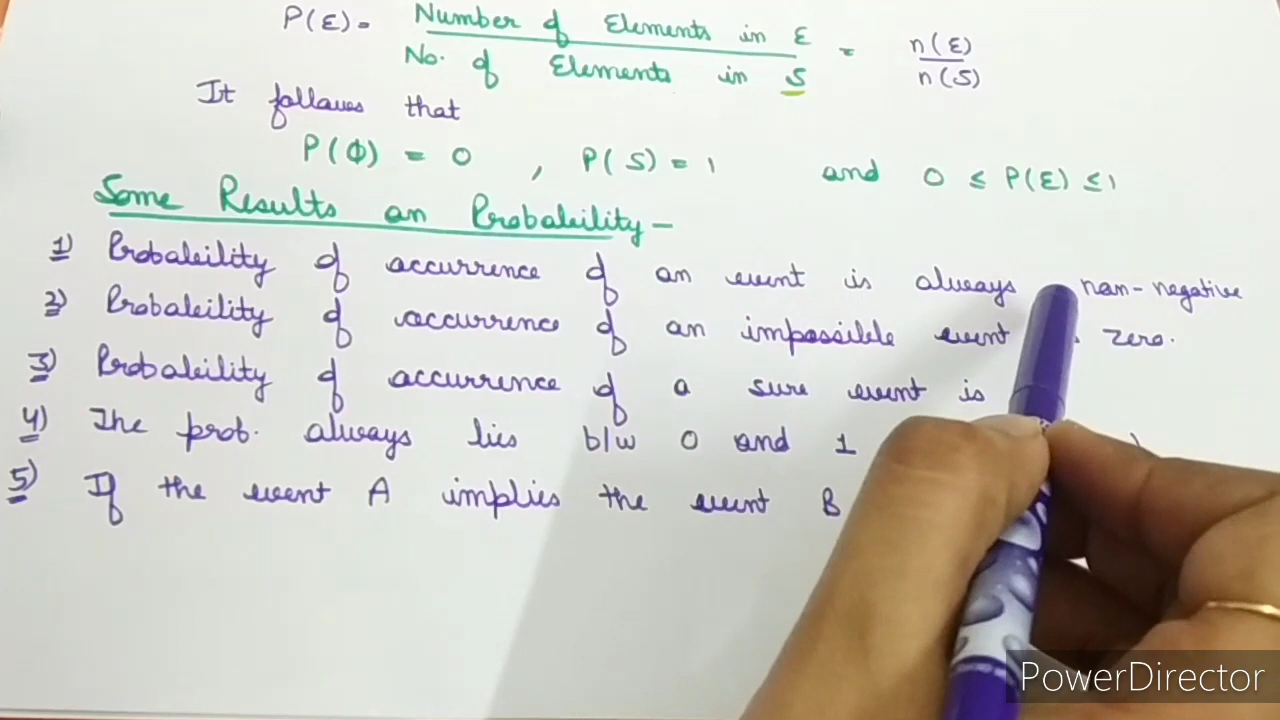 P(E) = Number of Elements in E / No. of Elements in S = n(E) / n(S)
It follows that
P(Φ) = 0 , P(S) = 1 and 0 ≤ P(E) ≤ 1
Some Results on Probability -
1) Probability of occurrence of an event is always non-negative
2) Probability of occurrence of an impossible event zero.
3) Probability of occurrence of a sure event is
4) The prob. always lies b/w 0 and 1
5) If the event A implies the event B
PowerDirector